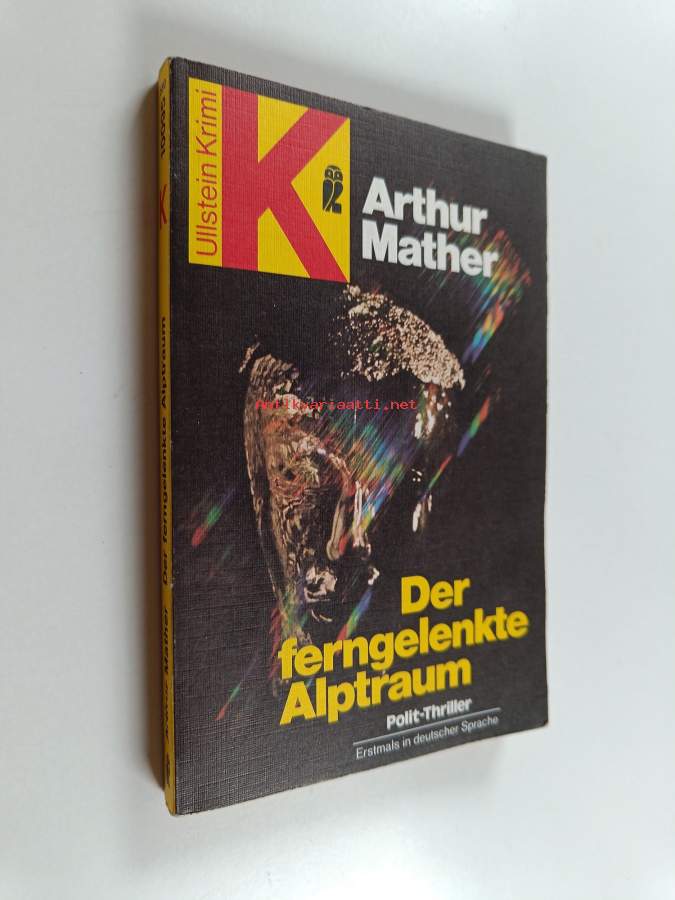 Ullstein Krimi
K
Arthur
Mather
Antikvariaatti.net
Der
ferngelenkte
Alptraum
Polit-Thriller
Erstmals in deutscher Sprache
K
Arthur Mather Der ferngelenkte Alptraum